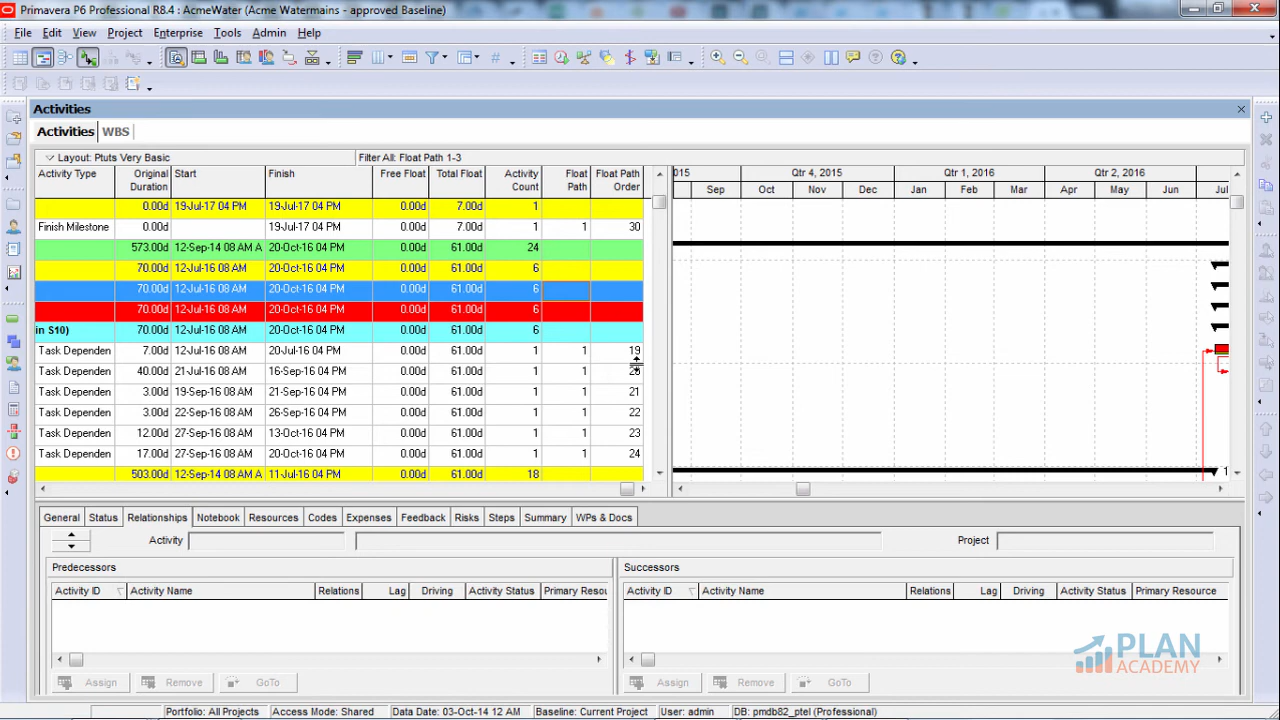 Primavera P6 Professional R8.4 : AcmeWater (Acme Watermains - approved Baseline)
File Edit View Project Enterprise Tools Admin Help
Activities
Activities WBS
Layout: Ptuts Very Basic Filter All: Float Path 1-3
Activity Type Original Duration Start Finish Free Float Total Float Activity Count Float Path Float Path Order
015 Qtr 4, 2015 Qtr 1, 2016 Qtr 2, 2016
Sep Oct Nov Dec Jan Feb Mar Apr May Jun Jul
0.00d 19-Jul-17 04 PM 19-Jul-17 04 PM 0.00d 7.00d 1
Finish Milestone 0.00d 19-Jul-17 04 PM 0.00d 7.00d 1 1 30
573.00d 12-Sep-14 08 AM A 20-Oct-16 04 PM 0.00d 61.00d 24
70.00d 12-Jul-16 08 AM 20-Oct-16 04 PM 0.00d 61.00d 6
70.00d 12-Jul-16 08 AM 20-Oct-16 04 PM 0.00d 61.00d 6
70.00d 12-Jul-16 08 AM 20-Oct-16 04 PM 0.00d 61.00d 6
in S10) 70.00d 12-Jul-16 08 AM 20-Oct-16 04 PM 0.00d 61.00d 6
Task Dependen 7.00d 12-Jul-16 08 AM 20-Jul-16 04 PM 0.00d 61.00d 1 1 19
Task Dependen 40.00d 21-Jul-16 08 AM 16-Sep-16 04 PM 0.00d 61.00d 1 1
Task Dependen 3.00d 19-Sep-16 08 AM 21-Sep-16 04 PM 0.00d 61.00d 1 1 21
Task Dependen 3.00d 22-Sep-16 08 AM 26-Sep-16 04 PM 0.00d 61.00d 1 1 22
Task Dependen 12.00d 27-Sep-16 08 AM 13-Oct-16 04 PM 0.00d 61.00d 1 1 23
Task Dependen 17.00d 27-Sep-16 08 AM 20-Oct-16 04 PM 0.00d 61.00d 1 1 24
503.00d 12-Sep-14 08 AM A 11-Jul-16 04 PM 0.00d 61.00d 18
General Status Relationships Notebook Resources Codes Expenses Feedback Risks Steps Summary WPs & Docs
Activity Project
Predecessors Successors
Activity ID Activity Name Relations Lag Driving Activity Status Primary Resou
Activity ID Activity Name Relations Lag Driving Activity Status Primary Resource
PLAN
ACADEMY
Assign Remove GoTo Assign Remove GoTo
Portfolio: All Projects Access Mode: Shared Data Date: 03-Oct-14 12 AM Baseline: Current Project User: admin DB: pmdb82_ptel (Professional)